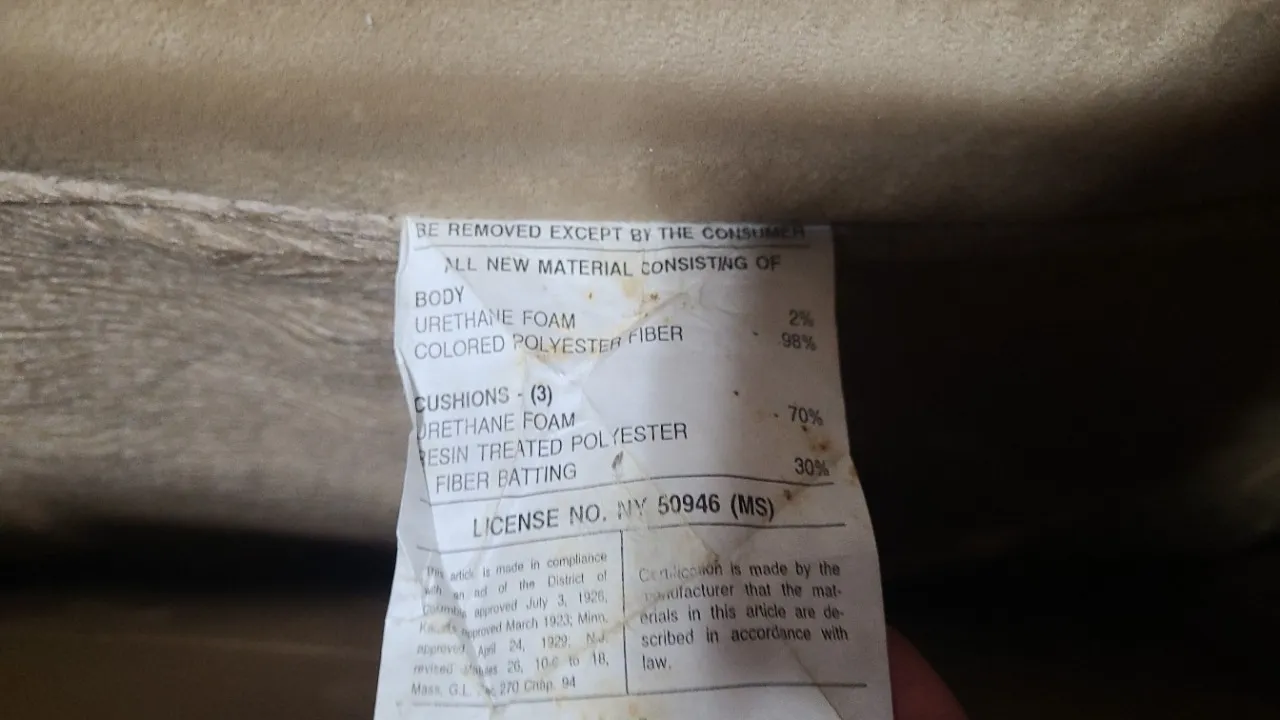 BE REMOVED EXCEPT BY THE CONSUMER
ALL NEW MATERIAL CONSISTING OF
BODY
URETHANE FOAM 2%
COLORED POLYESTER FIBER 98%
CUSHIONS - (3)
URETHANE FOAM 70%
RESIN TREATED POLYESTER
FIBER BATTING 30%
LICENSE NO. NY 50946 (MS)
This article is made in compliance
with an act of the District of
Columbia approved July 3, 1926,
approved March 1923; Minn.
approved April 24, 1929; N.J.
revised 26, to 18,
Mass. G.L. 270 Chap. 94
Certification is made by the
manufacturer that the mat-
erials in this article are de-
scribed in accordance with
law.